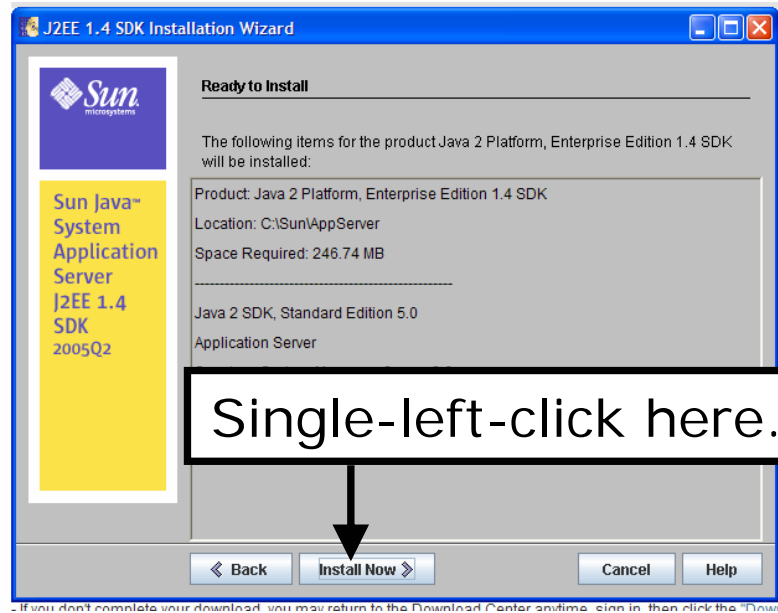 J2EE 1.4 SDK Installation Wizard
Sun
microsystems
Sun Java™
System
Application
Server
J2EE 1.4
SDK
2005Q2
Ready to Install
The following items for the product Java 2 Platform, Enterprise Edition 1.4 SDK
will be installed:
Product: Java 2 Platform, Enterprise Edition 1.4 SDK
Location: C:\Sun\AppServer
Space Required: 246.74 MB
------------------------------------------------------
Java 2 SDK, Standard Edition 5.0
Application Server
Single-left-click here.
Back
Install Now
Cancel
Help
- If you don't complete your download, you may return to the Download Center anytime, sign in, then click the "Dow